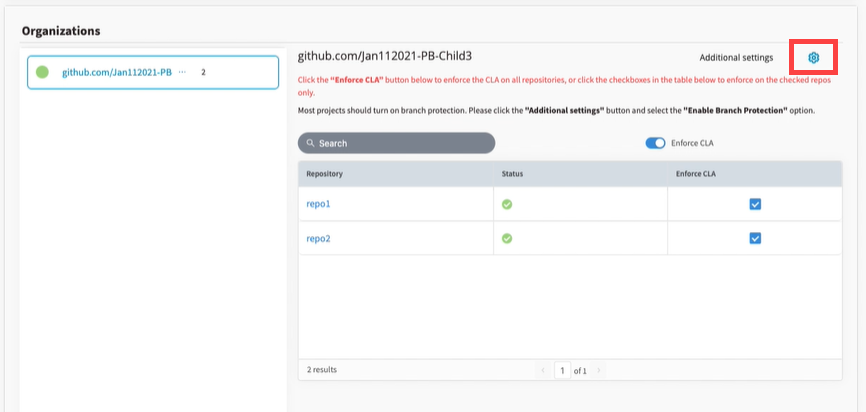 Organizations
github.com/Jan112021-PB ... 2
github.com/Jan112021-PB-Child3
Additional settings
Click the "Enforce CLA" button below to enforce the CLA on all repositories, or click the checkboxes in the table below to enforce on the checked repos
only.
Most projects should turn on branch protection. Please click the "Additional settings" button and select the "Enable Branch Protection" option.
Search
Enforce CLA
Repository Status Enforce CLA
repo1
repo2
2 results
1 of 1